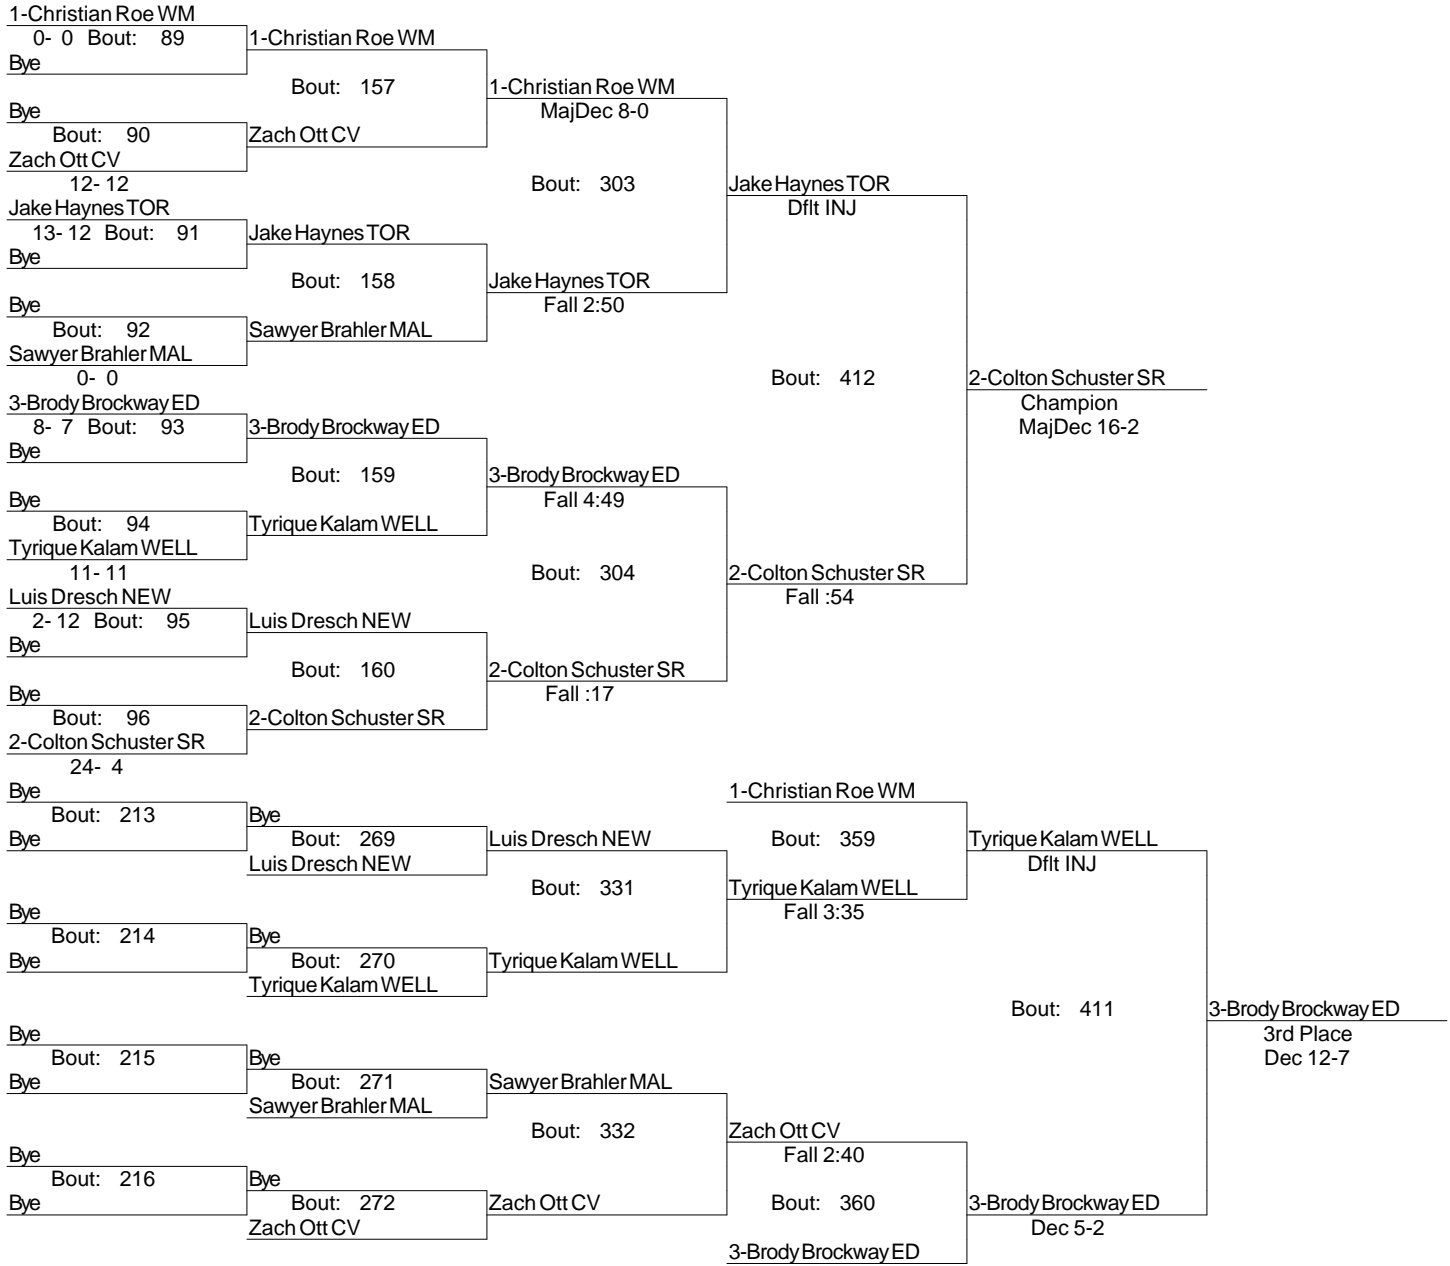 1-Christian Roe WM
0- 0 Bout: 89 1-Christian Roe WM
Bye
Bout: 157 1-Christian Roe WM
Bye MajDec 8-0
Bout: 90 Zach Ott CV
Zach Ott CV
12- 12 Bout: 303 Jake Haynes TOR
Jake Haynes TOR Dflt INJ
13- 12 Bout: 91 Jake Haynes TOR
Bye
Bout: 158 Jake Haynes TOR
Bye Fall 2:50
Bout: 92 Sawyer Brahler MAL
Sawyer Brahler MAL
0- 0 Bout: 412 2-Colton Schuster SR
3-Brody Brockway ED Champion
8- 7 Bout: 93 3-Brody Brockway ED MajDec 16-2
Bye
Bout: 159 3-Brody Brockway ED
Bye Fall 4:49
Bout: 94 Tyrique Kalam WELL
Tyrique Kalam WELL
11- 11 Bout: 304 2-Colton Schuster SR
Luis Dresch NEW Fall :54
2- 12 Bout: 95 Luis Dresch NEW
Bye
Bout: 160 2-Colton Schuster SR
Bye Fall :17
Bout: 96 2-Colton Schuster SR
2-Colton Schuster SR
24- 4
Bye 1-Christian Roe WM
Bout: 213 Bye
Bye Bout: 269 Luis Dresch NEW Bout: 359 Tyrique Kalam WELL
Luis Dresch NEW Dflt INJ
Bout: 331 Tyrique Kalam WELL
Bye Fall 3:35
Bout: 214 Bye
Bye Bout: 270 Tyrique Kalam WELL
Tyrique Kalam WELL
Bout: 411 3-Brody Brockway ED
Bye 3rd Place
Bout: 215 Bye Dec 12-7
Bye Bout: 271 Sawyer Brahler MAL
Sawyer Brahler MAL
Bout: 332 Zach Ott CV
Bye Fall 2:40
Bout: 216 Bye
Bye Bout: 272 Zach Ott CV Bout: 360 3-Brody Brockway ED
Zach Ott CV Dec 5-2
3-Brody Brockway ED